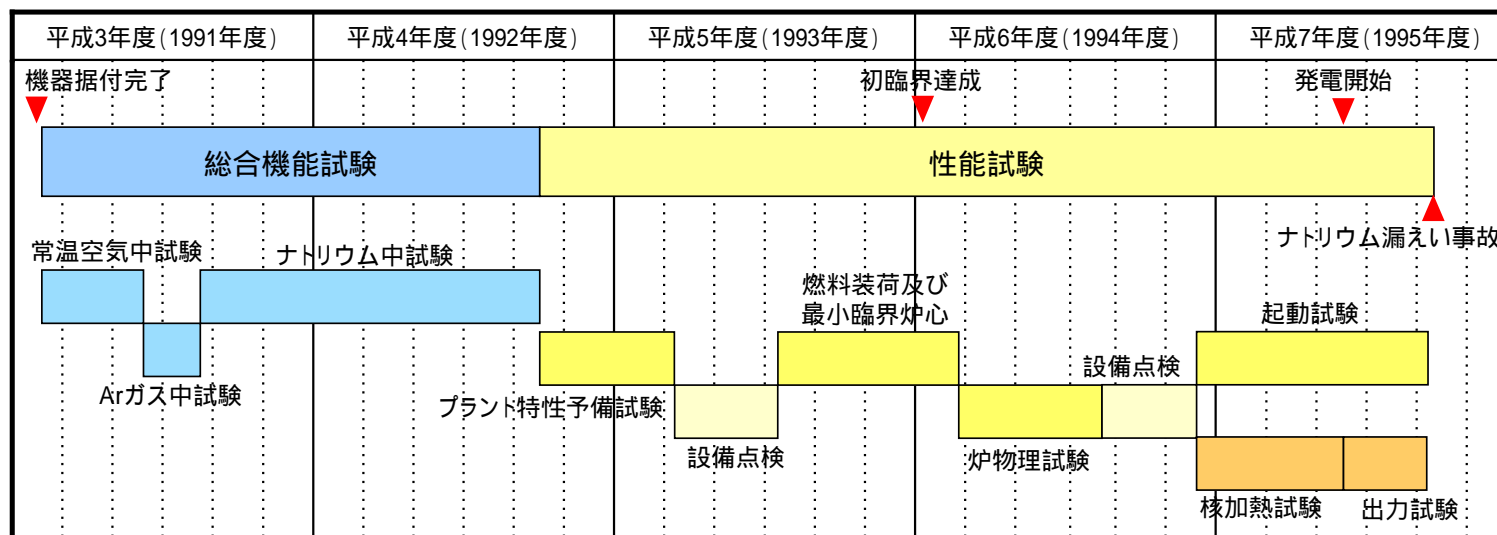 平成3年度(1991年度)
平成4年度(1992年度)
平成5年度(1993年度)
平成6年度(1994年度)
平成7年度(1995年度)
機器据付完了
初臨界達成
発電開始
総合機能試験
性能試験
ナトリウム漏えい事故
常温空気中試験
ナトリウム中試験
燃料装荷及び
最小臨界炉心
起動試験
Arガス中試験
設備点検
プラント特性予備試験
設備点検
炉物理試験
核加熱試験
出力試験